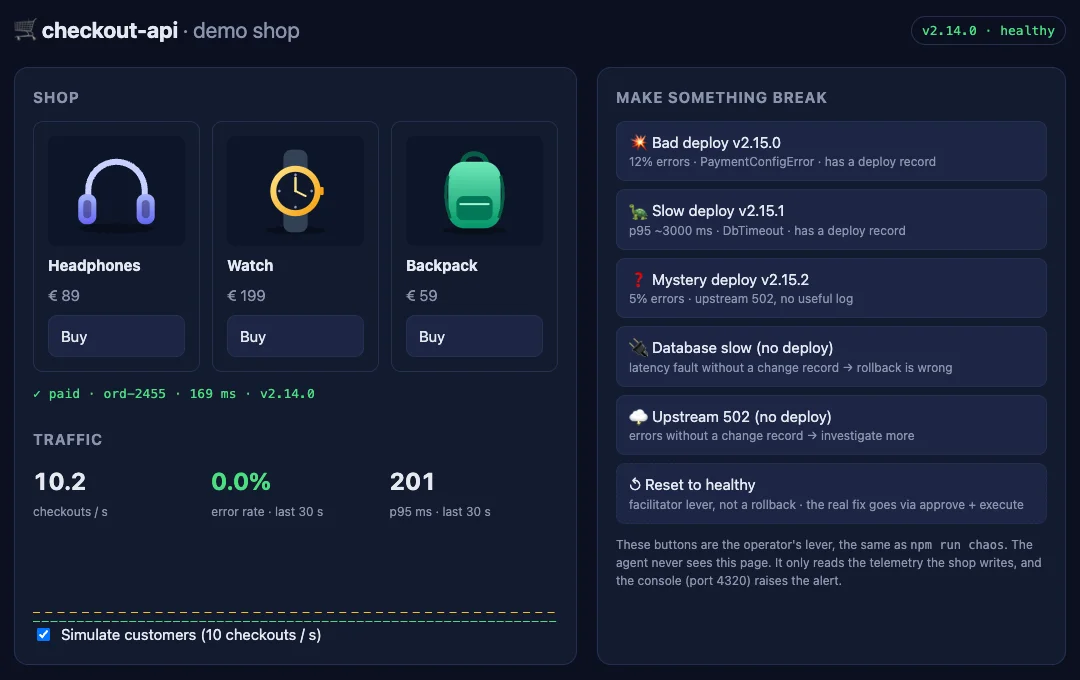 checkout-api · demo shop
v2.14.0 · healthy
SHOP
Headphones
€ 89
Buy
Watch
€ 199
Buy
Backpack
€ 59
Buy
✓ paid · ord-2455 · 169 ms · v2.14.0
TRAFFIC
10.2
checkouts / s
0.0%
error rate · last 30 s
201
p95 ms · last 30 s
Simulate customers (10 checkouts / s)
MAKE SOMETHING BREAK
💥 Bad deploy v2.15.0
12% errors · PaymentConfigError · has a deploy record
🦕 Slow deploy v2.15.1
p95 ~3000 ms · DbTimeout · has a deploy record
❓ Mystery deploy v2.15.2
5% errors · upstream 502, no useful log
🔌 Database slow (no deploy)
latency fault without a change record → rollback is wrong
🌩 Upstream 502 (no deploy)
errors without a change record → investigate more
↺ Reset to healthy
facilitator lever, not a rollback · the real fix goes via approve + execute
These buttons are the operator's lever, the same as npm run chaos. The
agent never sees this page. It only reads the telemetry the shop writes, and
the console (port 4320) raises the alert.